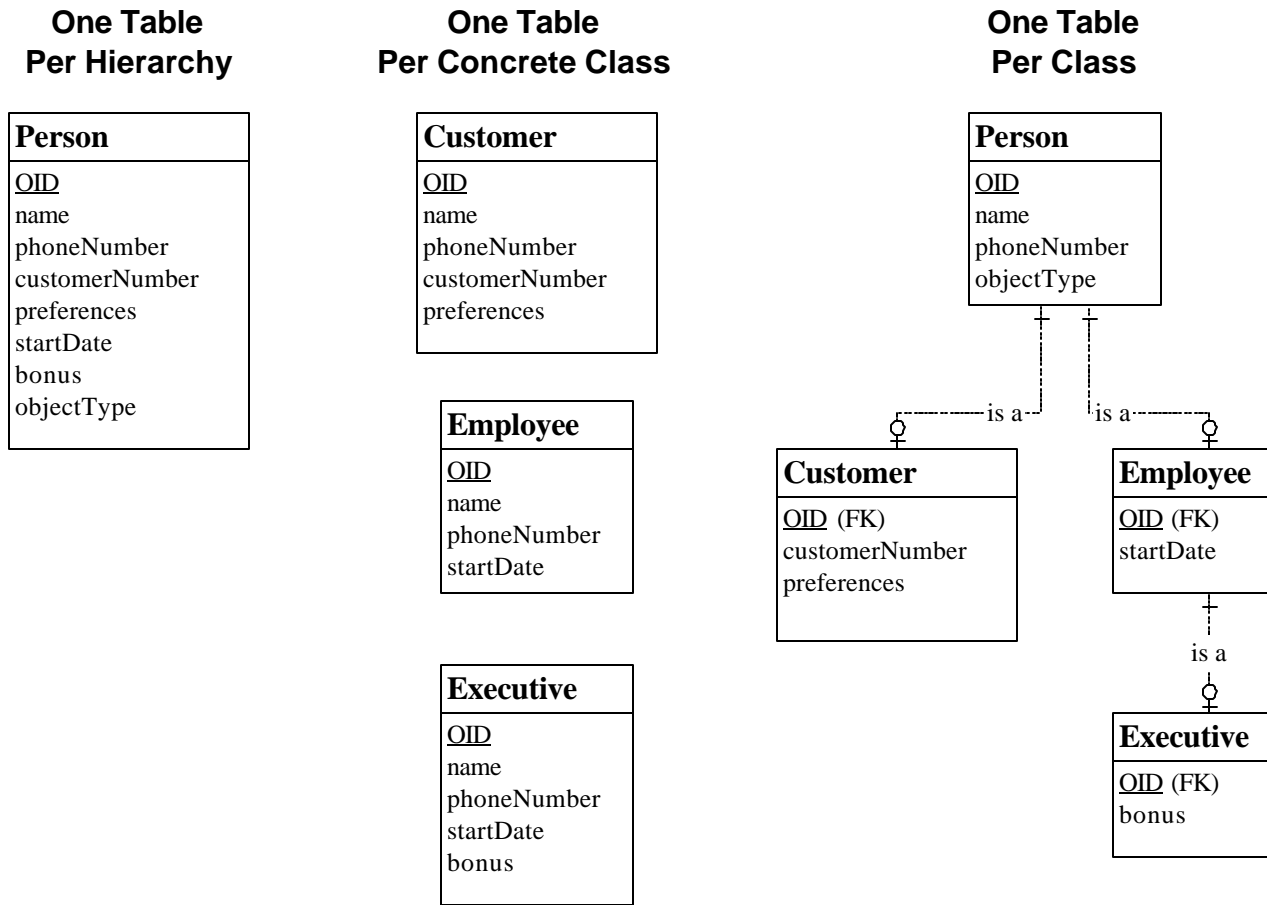 One Table
Per Hierarchy
Person
OID
name
phoneNumber
customerNumber
preferences
startDate
bonus
objectType
One Table
Per Concrete Class
Customer
OID
name
phoneNumber
customerNumber
preferences
Employee
OID
name
phoneNumber
startDate
Executive
OID
name
phoneNumber
startDate
bonus
One Table
Per Class
Person
OID
name
phoneNumber
objectType
is a
is a
Customer
OID (FK)
customerNumber
preferences
Employee
OID (FK)
startDate
is a
Executive
OID (FK)
bonus